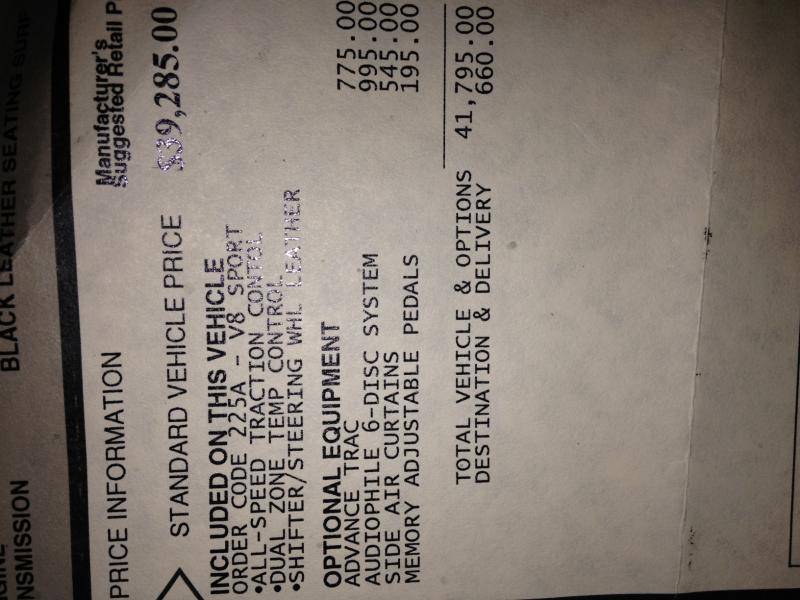 BLACK LEATHER SEATING SURF
NSMISSION
PRICE INFORMATION
Manufacturer's
Suggested Retail P
STANDARD VEHICLE PRICE $39,285.00
INCLUDED ON THIS VEHICLE
ORDER CODE 225A - V8 SPORT
•ALL-SPEED TRACTION CONTOL
•DUAL ZONE TEMP CONTROL
•SHIFTER/STEERING WHL LEATHER
OPTIONAL EQUIPMENT
ADVANCE TRAC 775.00
AUDIOPHILE 6-DISC SYSTEM 995.00
SIDE AIR CURTAINS 545.00
MEMORY ADJUSTABLE PEDALS 195.00
TOTAL VEHICLE & OPTIONS 41,795.00
DESTINATION & DELIVERY 660.00